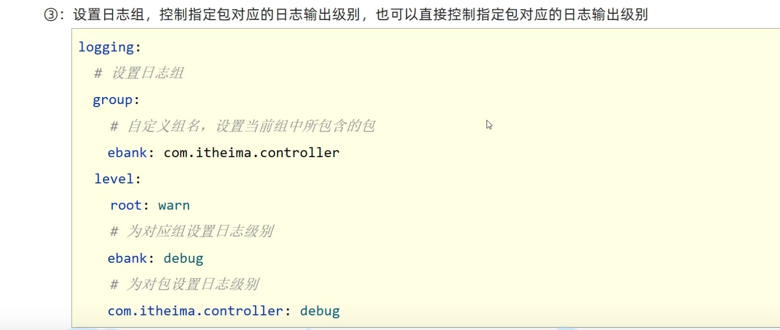 ③：设置日志组，控制指定包对应的日志输出级别，也可以直接控制指定包对应的日志输出级别
logging:
# 设置日志组
group:
# 自定义组名，设置当前组中所包含的包
ebank: com.itheima.controller
level:
root: warn
# 为对应组设置日志级别
ebank: debug
# 为对包设置日志级别
com.itheima.controller: debug